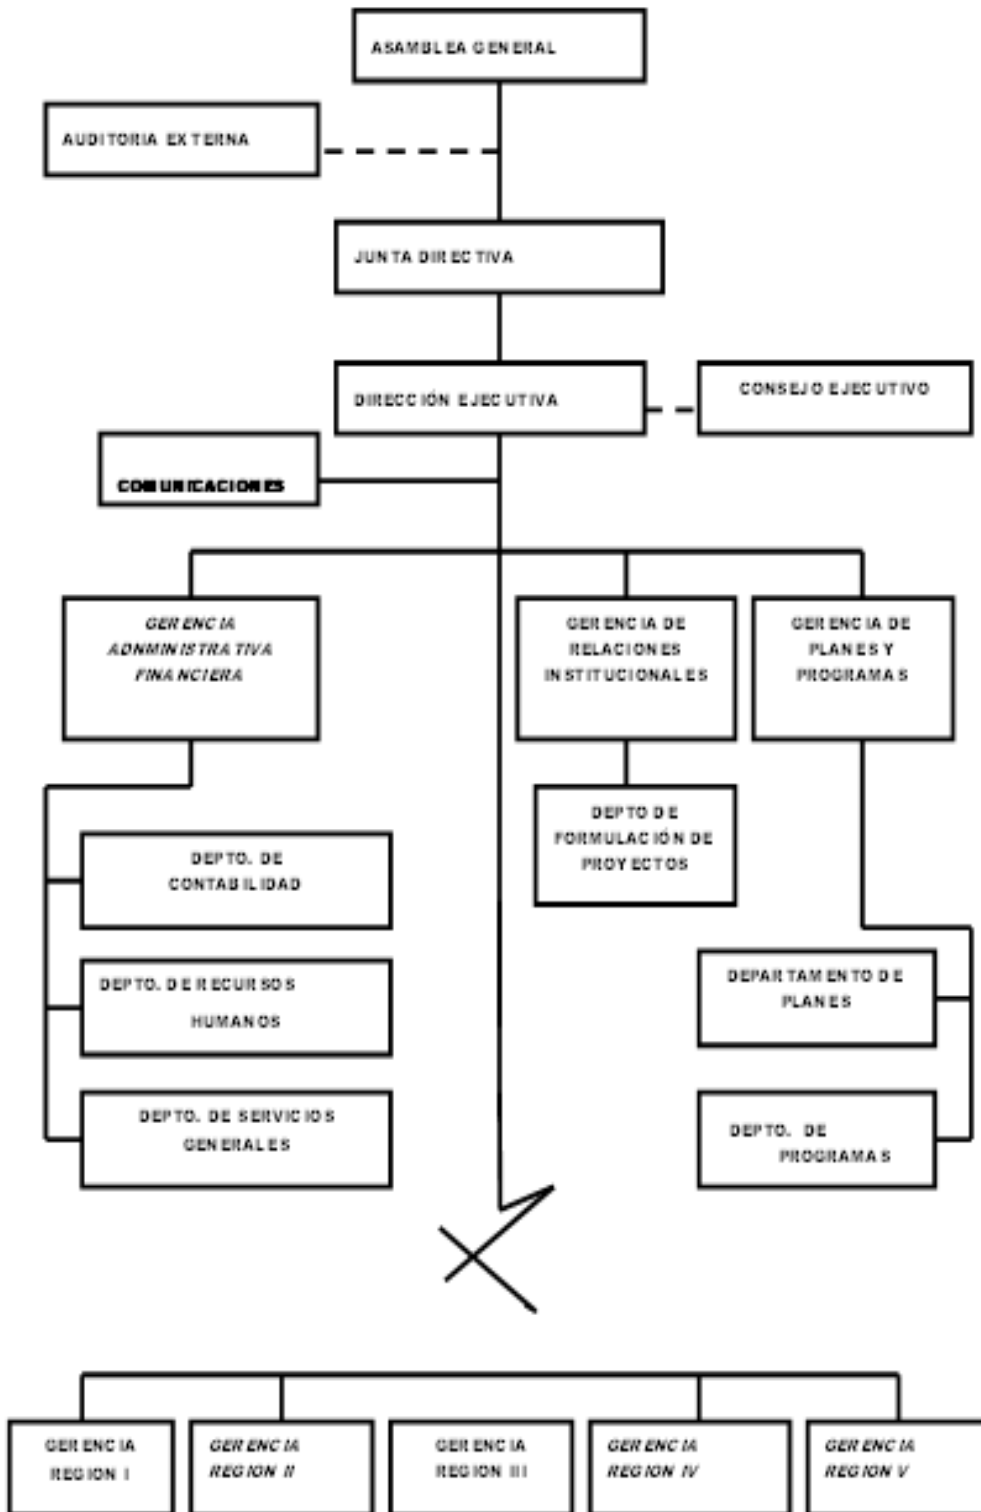 ASAMBLEA GENERAL
AUDITORIA EXTERNA
JUNTA DIRECTIVA
DIRECCIÓN EJECUTIVA
CONSEJO EJECUTIVO
COMUNICACIONES
GERENCIA
ADNMINISTRATIVA
FINANCIERA
GERENCIA DE
RELACIONES
INSTITUCIONALES
GERENCIA DE
PLANES Y
PROGRAMAS
DEPTO DE
FORMULACIÓN DE
PROYECTOS
DEPTO. DE
CONTABILIDAD
DEPTO. DE RECURSOS
HUMANOS
DEPARTAMENTO DE
PLANES
DEPTO. DE SERVICIOS
GENERALES
DEPTO. DE
PROGRAMAS
GERENCIA
REGION I
GERENCIA
REGION II
GERENCIA
REGION III
GERENCIA
REGION IV
GERENCIA
REGION V